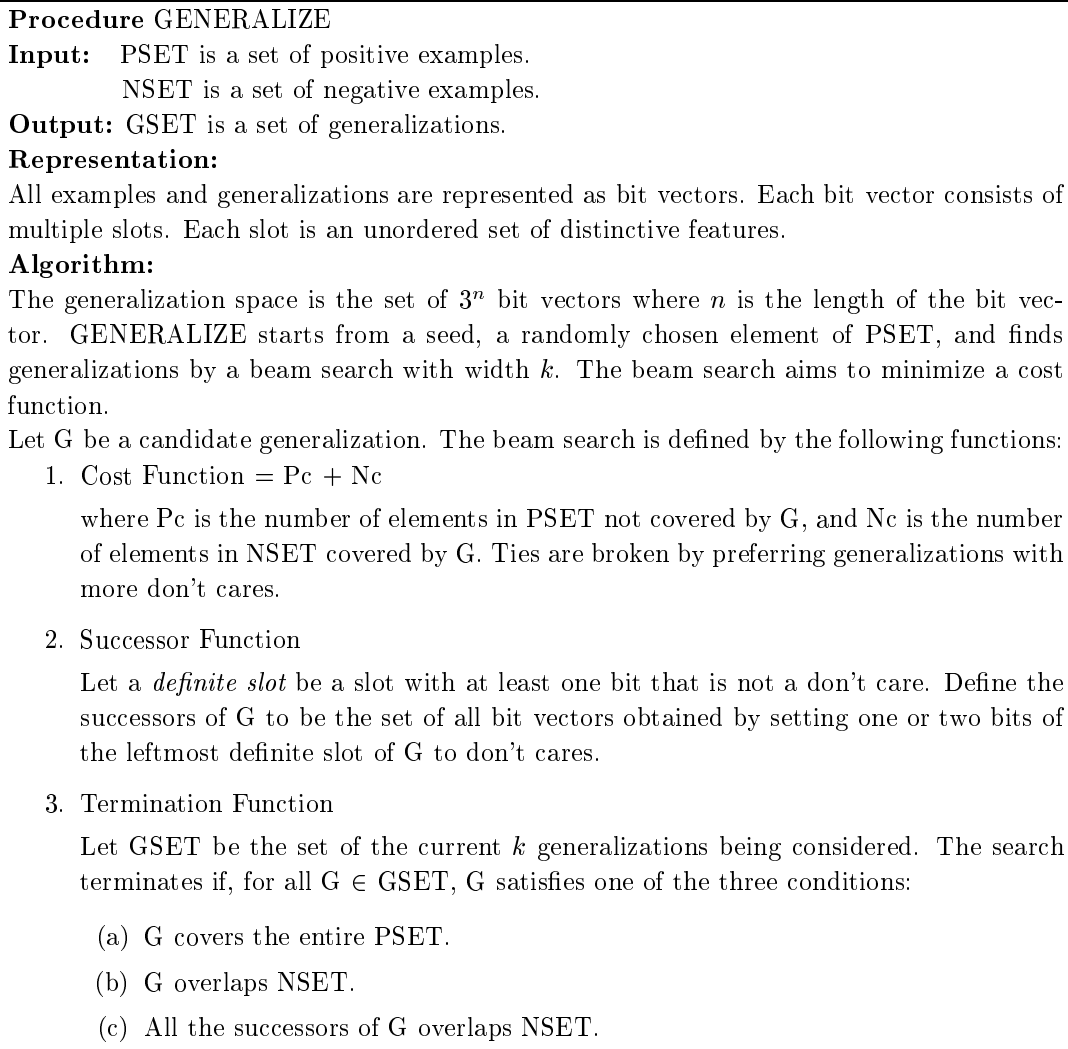 Procedure GENERALIZE
Input: PSET is a set of positive examples.
NSET is a set of negative examples.
Output: GSET is a set of generalizations.
Representation:
All examples and generalizations are represented as bit vectors. Each bit vector consists of
multiple slots. Each slot is an unordered set of distinctive features.
Algorithm:
The generalization space is the set of 3^n bit vectors where n is the length of the bit vec-
tor. GENERALIZE starts from a seed, a randomly chosen element of PSET, and finds
generalizations by a beam search with width k. The beam search aims to minimize a cost
function.
Let G be a candidate generalization. The beam search is defined by the following functions:
1. Cost Function = Pc + Nc
where Pc is the number of elements in PSET not covered by G, and Nc is the number
of elements in NSET covered by G. Ties are broken by preferring generalizations with
more don't cares.
2. Successor Function
Let a definite slot be a slot with at least one bit that is not a don't care. Define the
successors of G to be the set of all bit vectors obtained by setting one or two bits of
the leftmost definite slot of G to don't cares.
3. Termination Function
Let GSET be the set of the current k generalizations being considered. The search
terminates if, for all G ∈ GSET, G satisfies one of the three conditions:
(a) G covers the entire PSET.
(b) G overlaps NSET.
(c) All the successors of G overlaps NSET.